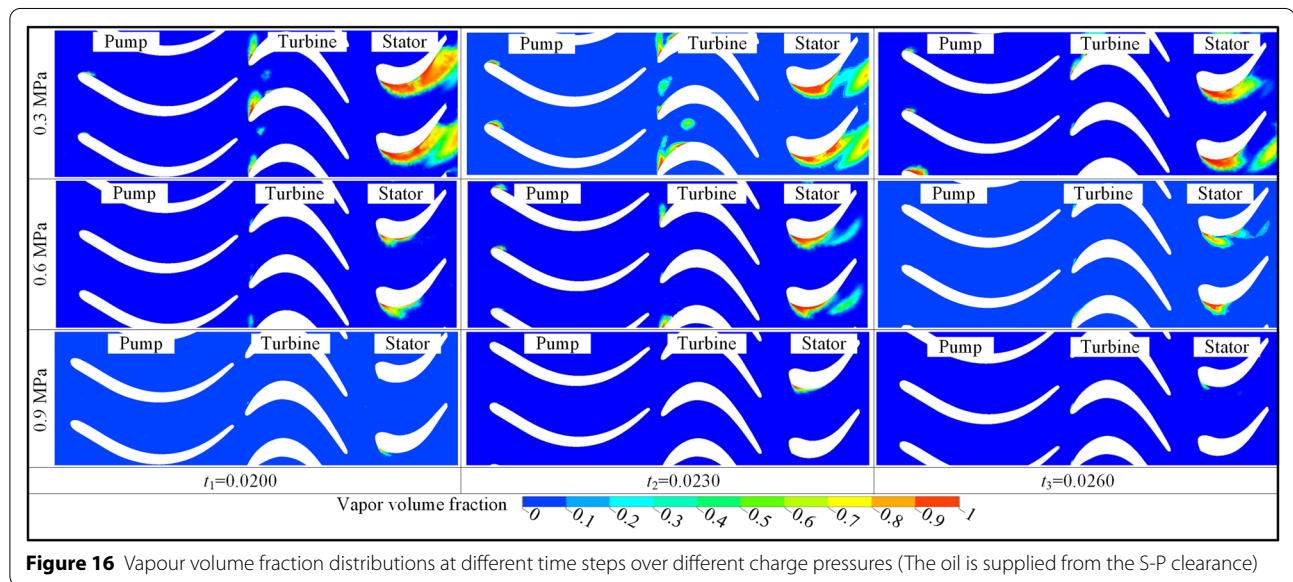 Pump Turbine Stator Pump Turbine Stator Pump Turbine Stator
0.3 MPa
Pump Turbine Stator Pump Turbine Stator Pump Turbine Stator
0.6 MPa
Pump Turbine Stator Pump Turbine Stator Pump Turbine Stator
0.9 MPa
t1=0.0200 t2=0.0230 t3=0.0260
Vapor volume fraction
0 0.1 0.2 0.3 0.4 0.5 0.6 0.7 0.8 0.9 1
Figure 16 Vapour volume fraction distributions at different time steps over different charge pressures (The oil is supplied from the S-P clearance)